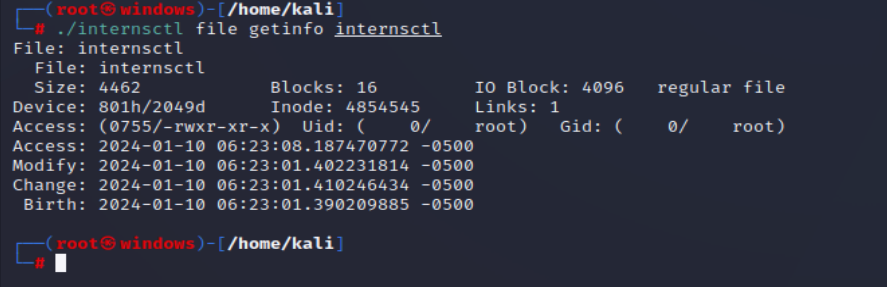 ┌──(root㉿windows)-[/home/kali]
└─# ./internsctl file getinfo internsctl
File: internsctl
  File: internsctl
  Size: 4462            Blocks: 16         IO Block: 4096   regular file
Device: 801h/2049d      Inode: 4854545     Links: 1
Access: (0755/-rwxr-xr-x)  Uid: (    0/    root)   Gid: (    0/    root)
Access: 2024-01-10 06:23:08.187470772 -0500
Modify: 2024-01-10 06:23:01.402231814 -0500
Change: 2024-01-10 06:23:01.410246434 -0500
 Birth: 2024-01-10 06:23:01.390209885 -0500
┌──(root㉿windows)-[/home/kali]
└─#